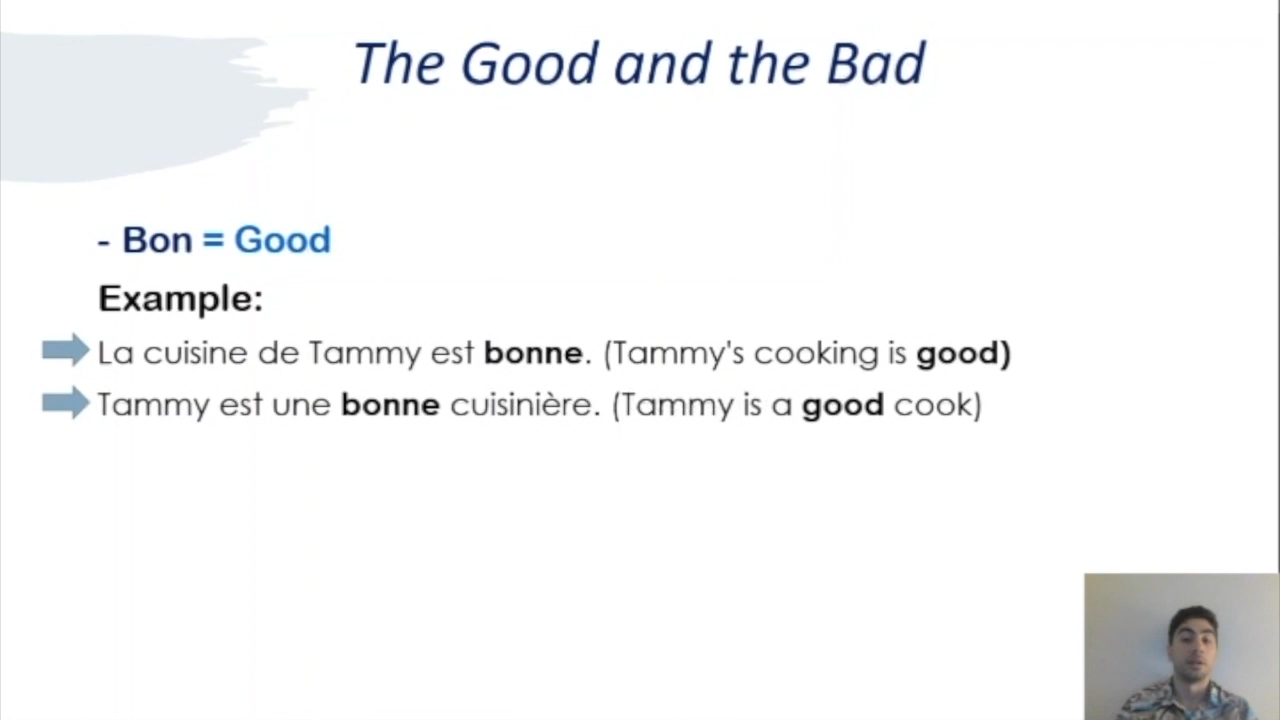 The Good and the Bad
- Bon = Good
Example:
La cuisine de Tammy est bonne. (Tammy's cooking is good)
Tammy est une bonne cuisinière. (Tammy is a good cook)